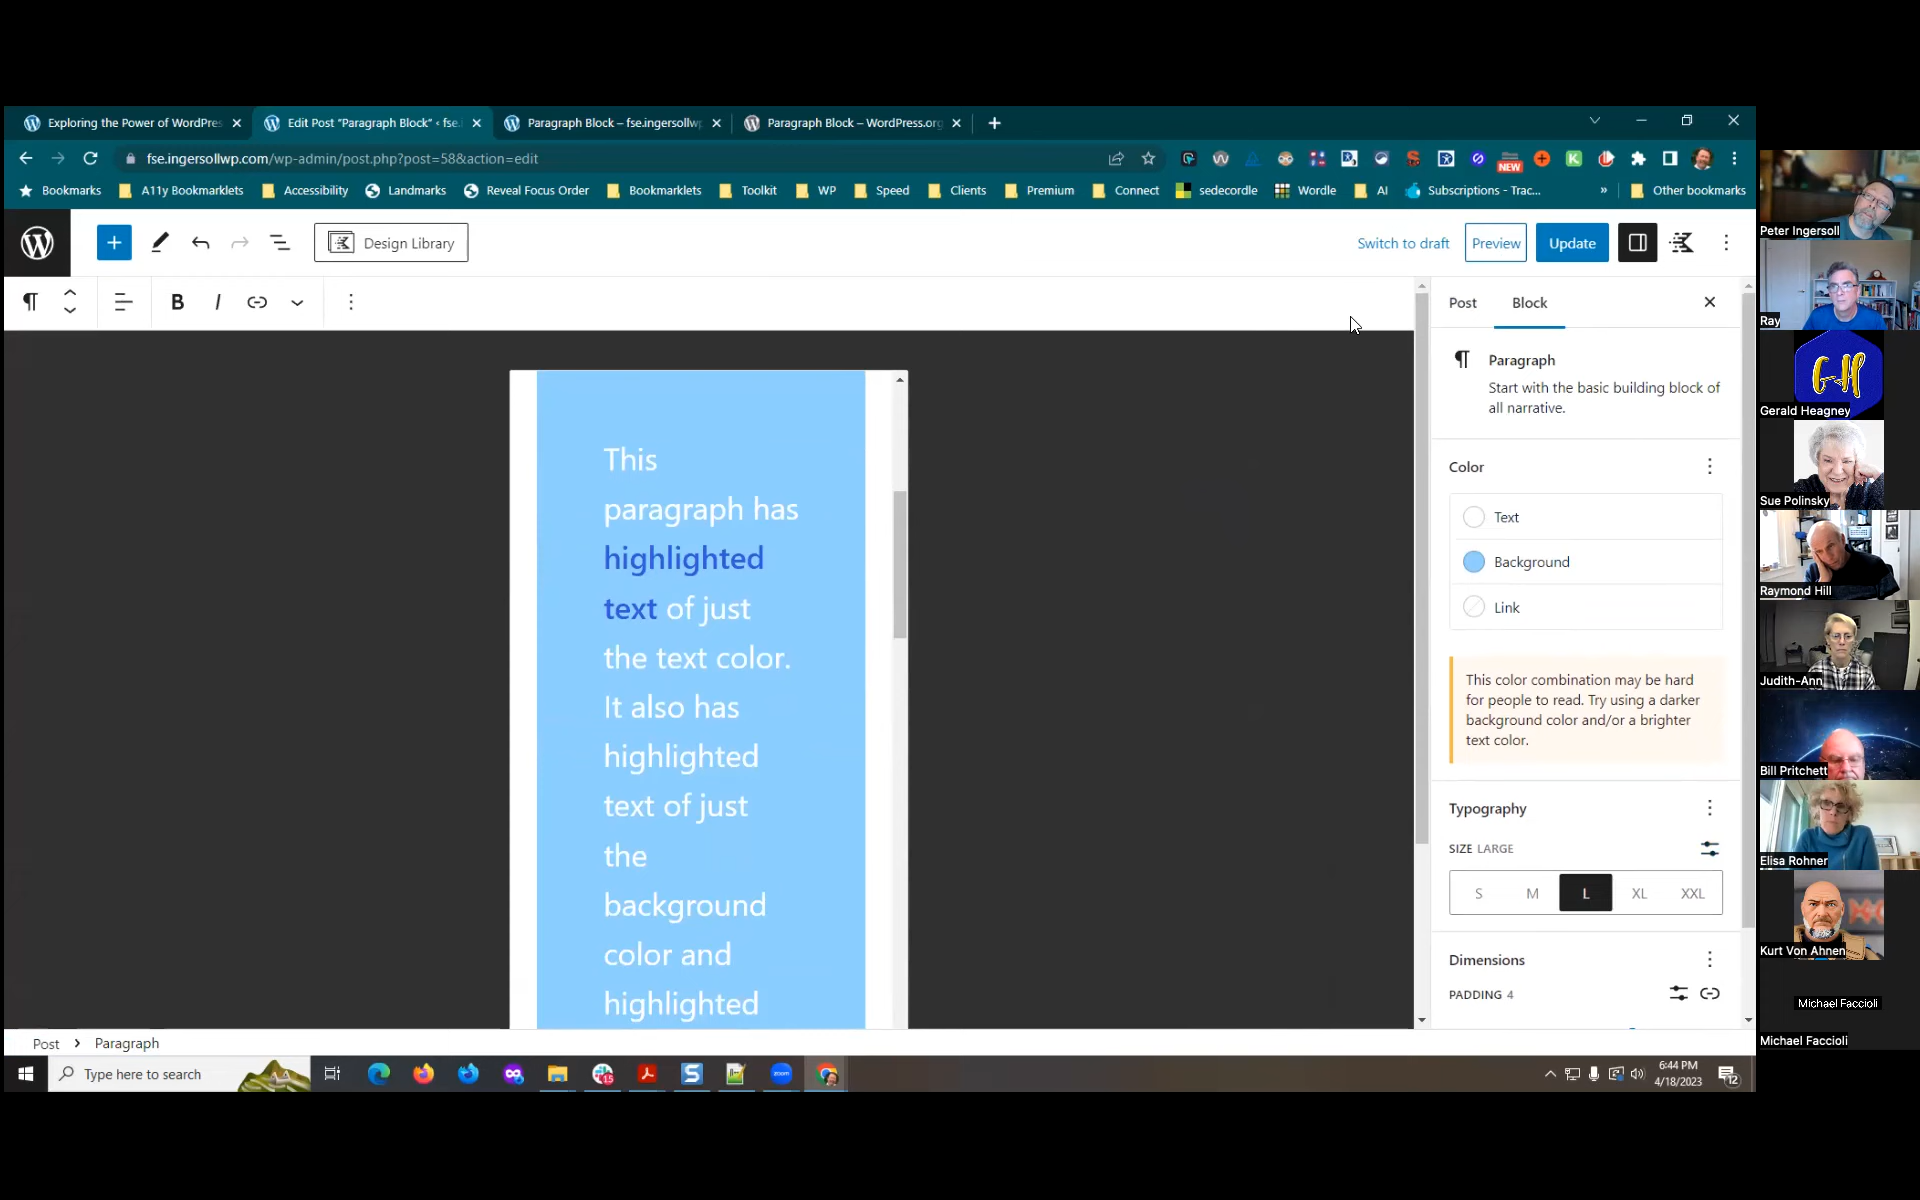 Exploring the Power of WordPres
Edit Post “Paragraph Block” ‹ fse.
Paragraph Block – fse.ingersollwp
Paragraph Block – WordPress.org
fse.ingersollwp.com/wp-admin/post.php?post=58&action=edit
NEW
Bookmarks
A11y Bookmarklets
Accessibility
Landmarks
Reveal Focus Order
Bookmarklets
Toolkit
WP
Speed
Clients
Premium
Connect
sedecordle
Wordle
AI
Subscriptions - Trac...
»
Other bookmarks
Design Library
Switch to draft
Preview
Update
B
I
Post
Block
Paragraph
Start with the basic building block of
all narrative.
Color
Text
Background
Link
This color combination may be hard
for people to read. Try using a darker
background color and/or a brighter
text color.
Typography
SIZE LARGE
S
M
L
XL
XXL
Dimensions
PADDING 4
This
paragraph has
highlighted
text of just
the text color.
It also has
highlighted
text of just
the
background
color and
highlighted
Post
Paragraph
Type here to search
15
zoom
6:44 PM
4/18/2023
12
Peter Ingersoll
Ray
GH
Gerald Heagney
Sue Polinsky
Raymond Hill
Judith-Ann
Bill Pritchett
Elisa Rohner
Kurt Von Ahnen
Michael Faccioli
Michael Faccioli